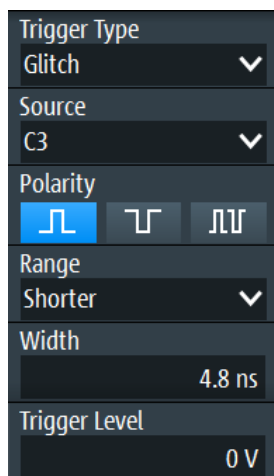 Trigger Type
Glitch
Source
C3
Polarity
Range
Shorter
Width
4.8 ns
Trigger Level
0 V